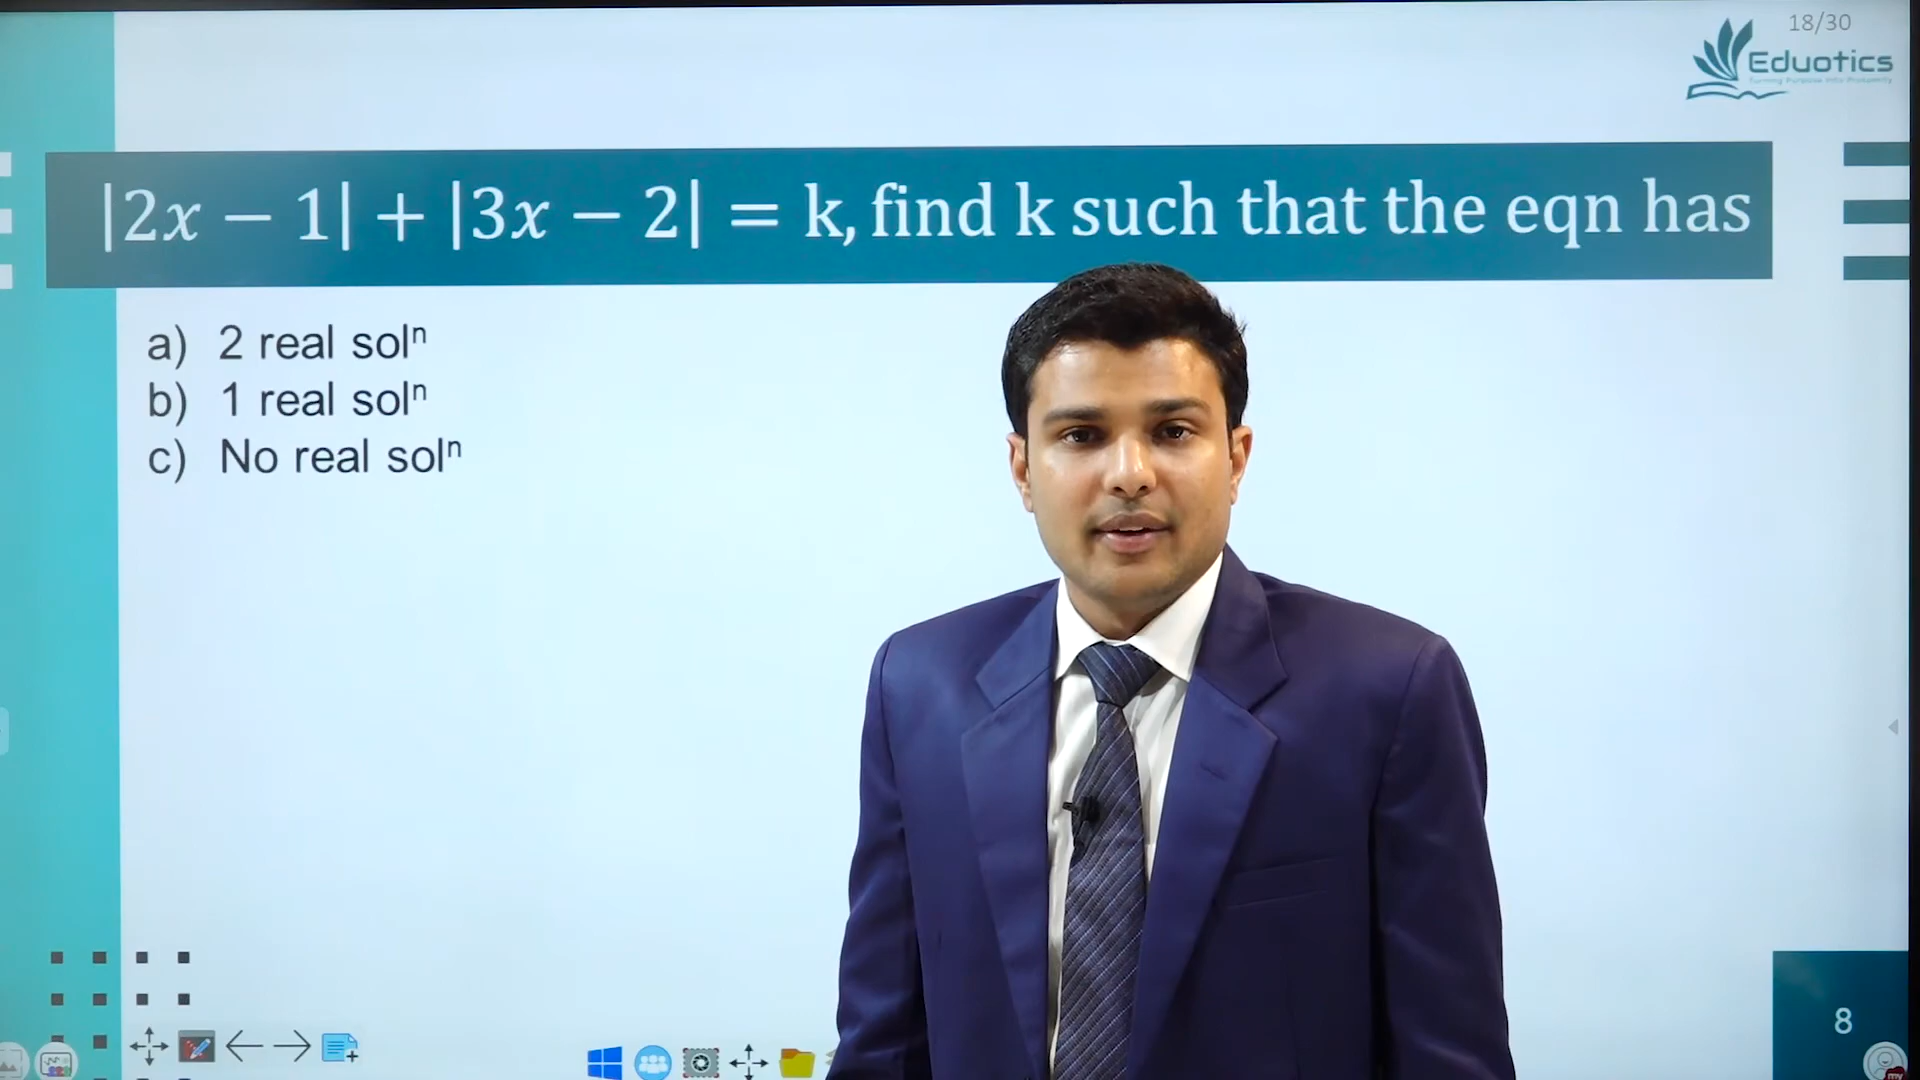 18/30
Eduotics
|2x − 1| + |3x − 2| = k, find k such that the eqn has
a) 2 real solⁿ
b) 1 real solⁿ
c) No real solⁿ
8